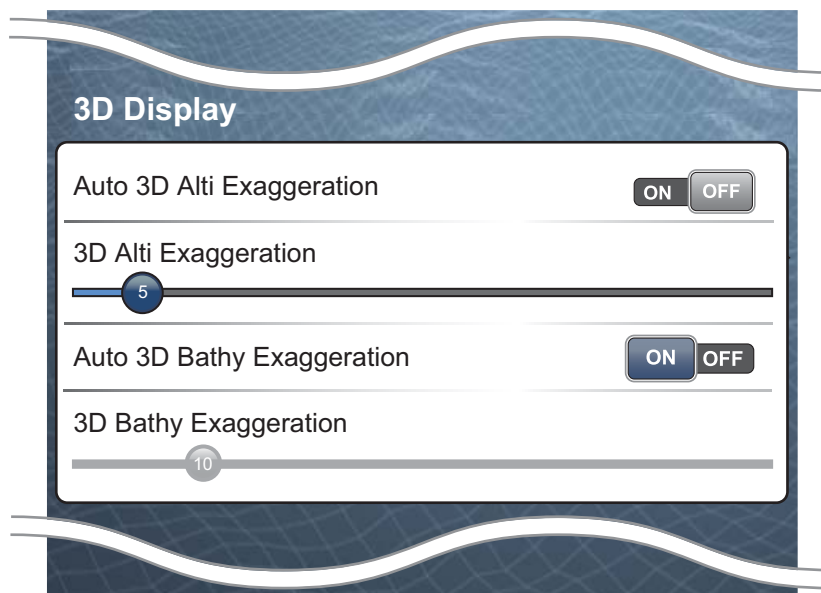 3D Display
Auto 3D Alti Exaggeration ON OFF
3D Alti Exaggeration
5
Auto 3D Bathy Exaggeration ON OFF
3D Bathy Exaggeration
10